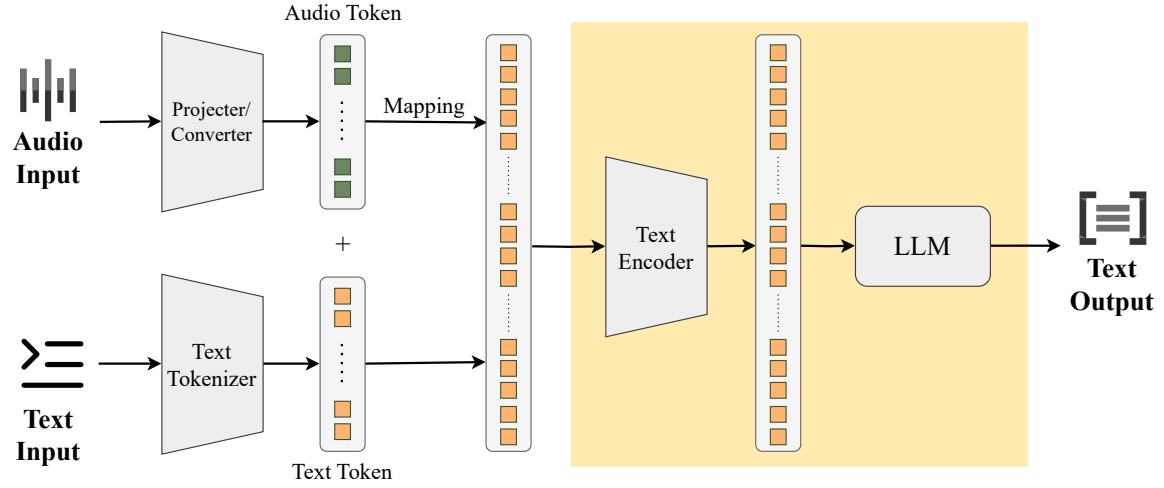 Audio Token
Projecter/
Converter
Mapping
Audio
Input
+
Text
Encoder
LLM
Text
Output
Text
Tokenizer
Text
Input
Text Token